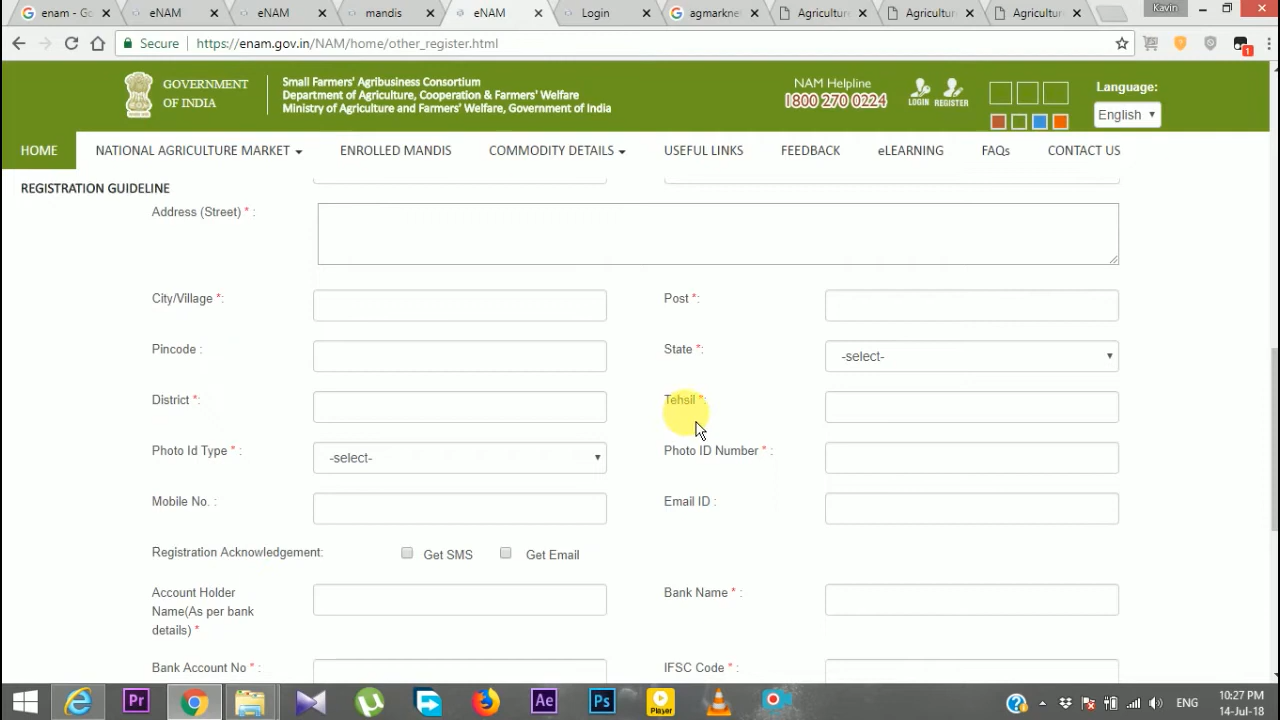 enam - Go
eNAM
eNAM
mandis
eNAM
Login
agmarkne
Agricultur
Agricultur
Agricultur
Kavin
Secure
https://enam.gov.in/NAM/home/other_register.html
1
GOVERNMENT
OF INDIA
Small Farmers' Agribusiness Consortium
Department of Agriculture, Cooperation & Farmers' Welfare
Ministry of Agriculture and Farmers' Welfare, Government of India
NAM Helpline
1800 270 0224
LOGIN REGISTER
Language:
English
HOME NATIONAL AGRICULTURE MARKET ENROLLED MANDIS COMMODITY DETAILS USEFUL LINKS FEEDBACK eLEARNING FAQs CONTACT US
REGISTRATION GUIDELINE
Address (Street) * :
City/Village *:
Post *:
Pincode :
State *:
-select-
District *:
Tehsil *:
Photo Id Type * :
-select-
Photo ID Number * :
Mobile No. :
Email ID :
Registration Acknowledgement:
Get SMS
Get Email
Account Holder
Name(As per bank
details) *
Bank Name * :
Bank Account No * :
IFSC Code * :
Pr
Ae
Ps
Player
ENG
10:27 PM
14-Jul-18